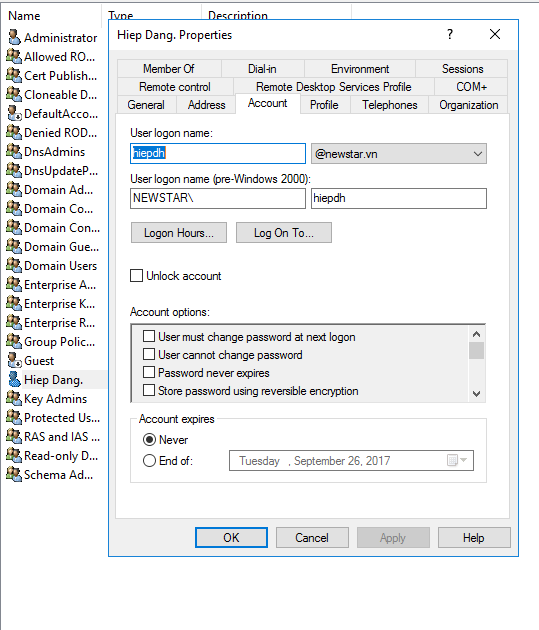 Name Type Description
Administrator
Allowed RO...
Cert Publish...
Cloneable D...
DefaultAcco...
Denied ROD...
DnsAdmins
DnsUpdateP...
Domain Ad...
Domain Co...
Domain Con...
Domain Gue...
Domain Users
Enterprise A...
Enterprise K...
Enterprise R...
Group Polic...
Guest
Hiep Dang.
Key Admins
Protected Us...
RAS and IAS ...
Read-only D...
Schema Ad...
Hiep Dang. Properties ? ×
Member Of Dial-in Environment Sessions
Remote control Remote Desktop Services Profile COM+
General Address Account Profile Telephones Organization
User logon name:
hiepdh @newstar.vn
User logon name (pre-Windows 2000):
NEWSTAR\ hiepdh
Logon Hours... Log On To...
Unlock account
Account options:
User must change password at next logon
User cannot change password
Password never expires
Store password using reversible encryption
Account expires
Never
End of: Tuesday , September 26, 2017
OK Cancel Apply Help